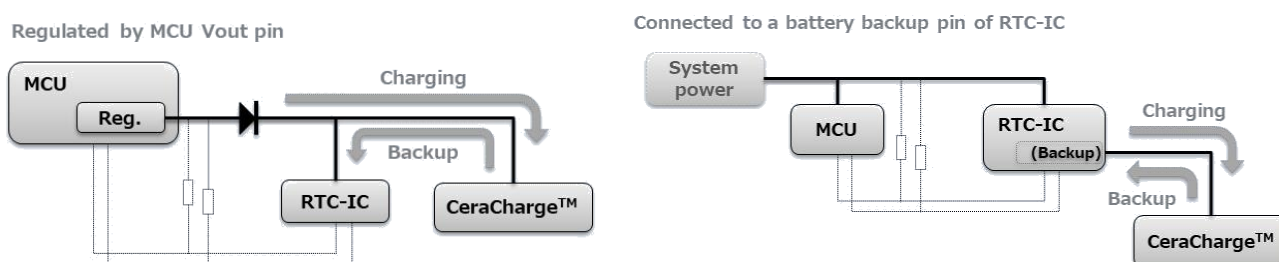 Regulated by MCU Vout pin
MCU
Reg.
Charging
Backup
RTC-IC
CeraCharge™
Connected to a battery backup pin of RTC-IC
System
power
MCU
RTC-IC
(Backup)
Charging
Backup
CeraCharge™